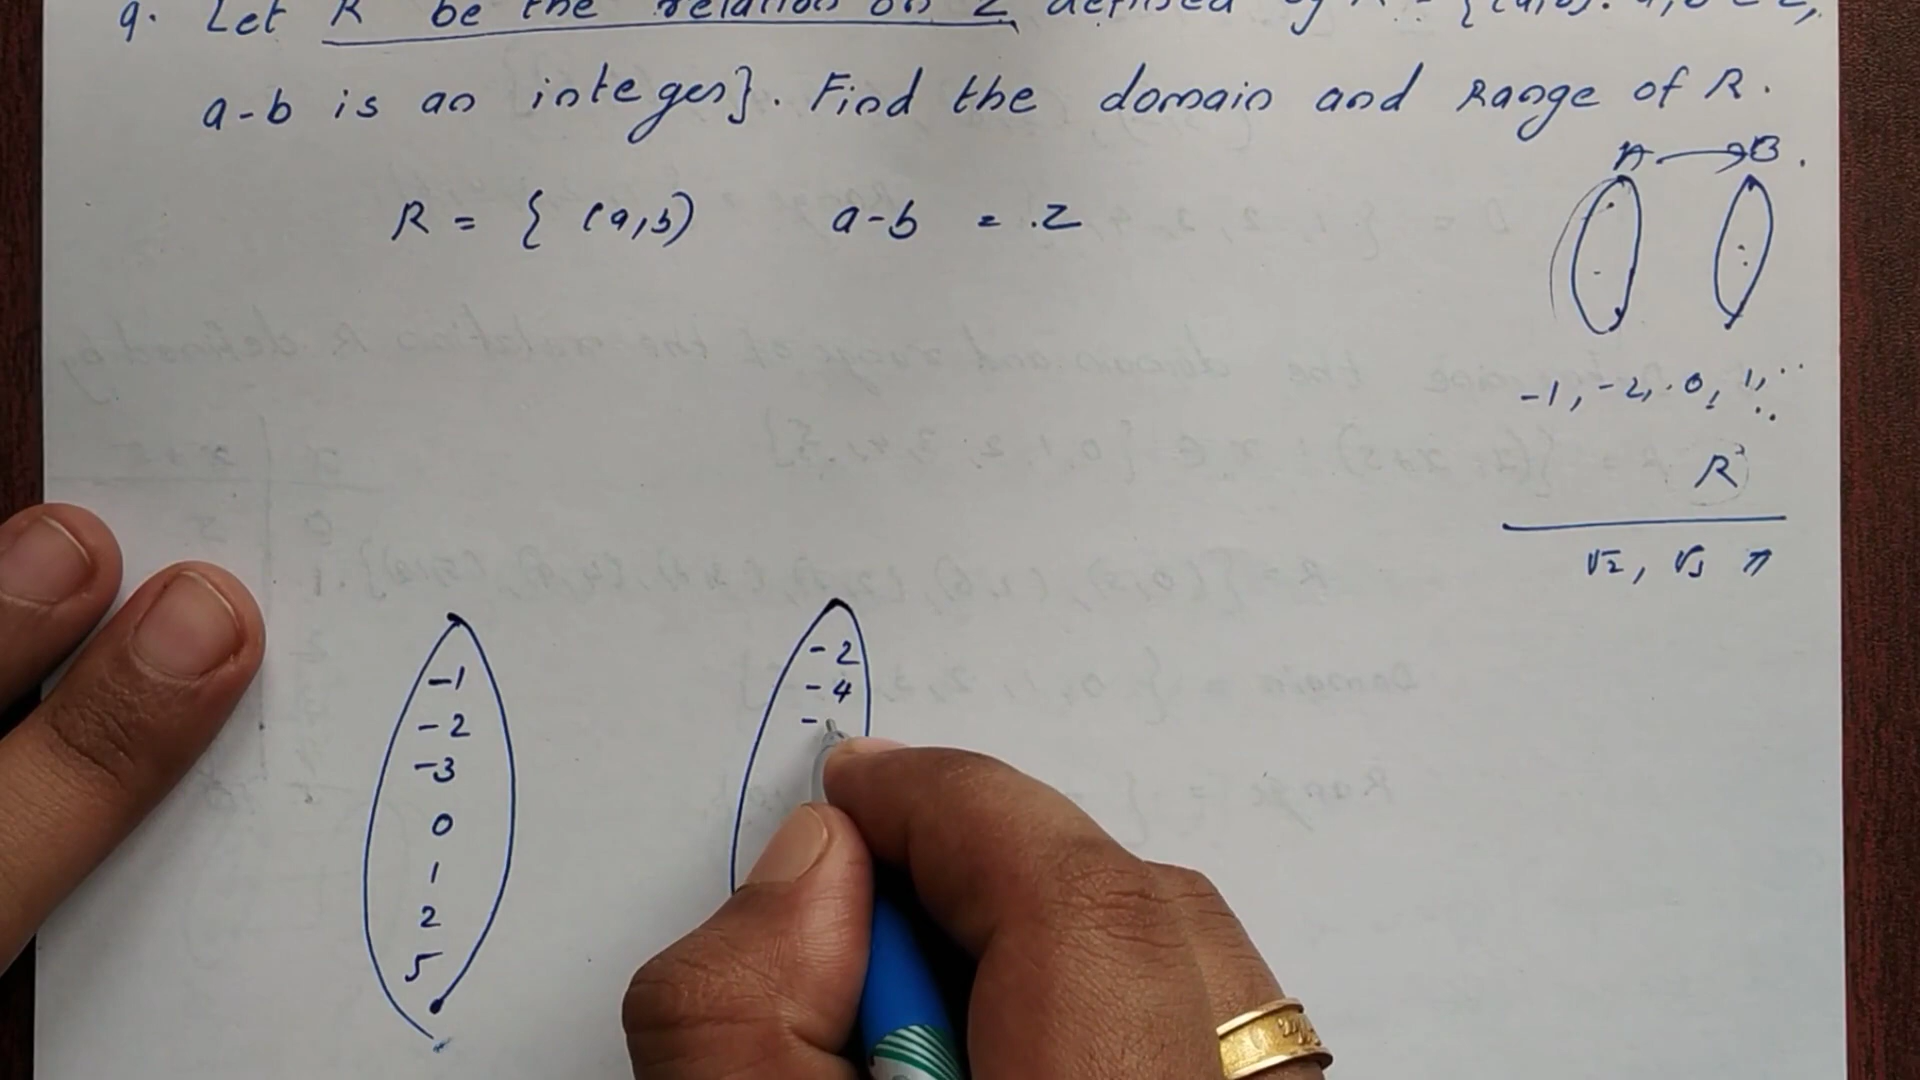 9. Let R be the relation on Z defined by R = {(a,b): a,b ∈ Z,
a-b is an integer}. Find the domain and Range of R.
A → B
R = { (a,b) a-b = Z
-1, -2, 0, 1, ..
R
√2, √3 π
-1
-2
-3
0
1
2
5
-2
-4
-